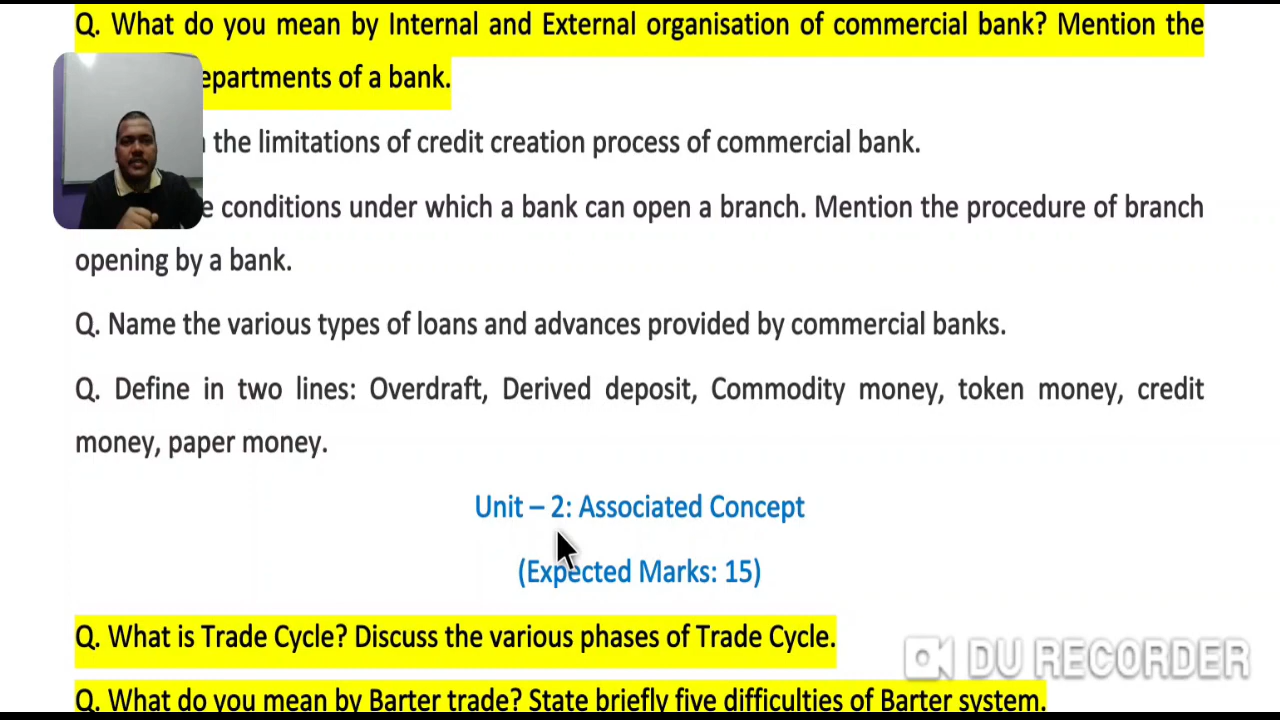 Q. What do you mean by Internal and External organisation of commercial bank? Mention the
epartments of a bank.
the limitations of credit creation process of commercial bank.
e conditions under which a bank can open a branch. Mention the procedure of branch
opening by a bank.
Q. Name the various types of loans and advances provided by commercial banks.
Q. Define in two lines: Overdraft, Derived deposit, Commodity money, token money, credit
money, paper money.
Unit – 2: Associated Concept
(Expected Marks: 15)
Q. What is Trade Cycle? Discuss the various phases of Trade Cycle.
DU RECORDER
Q. What do you mean by Barter trade? State briefly five difficulties of Barter system.